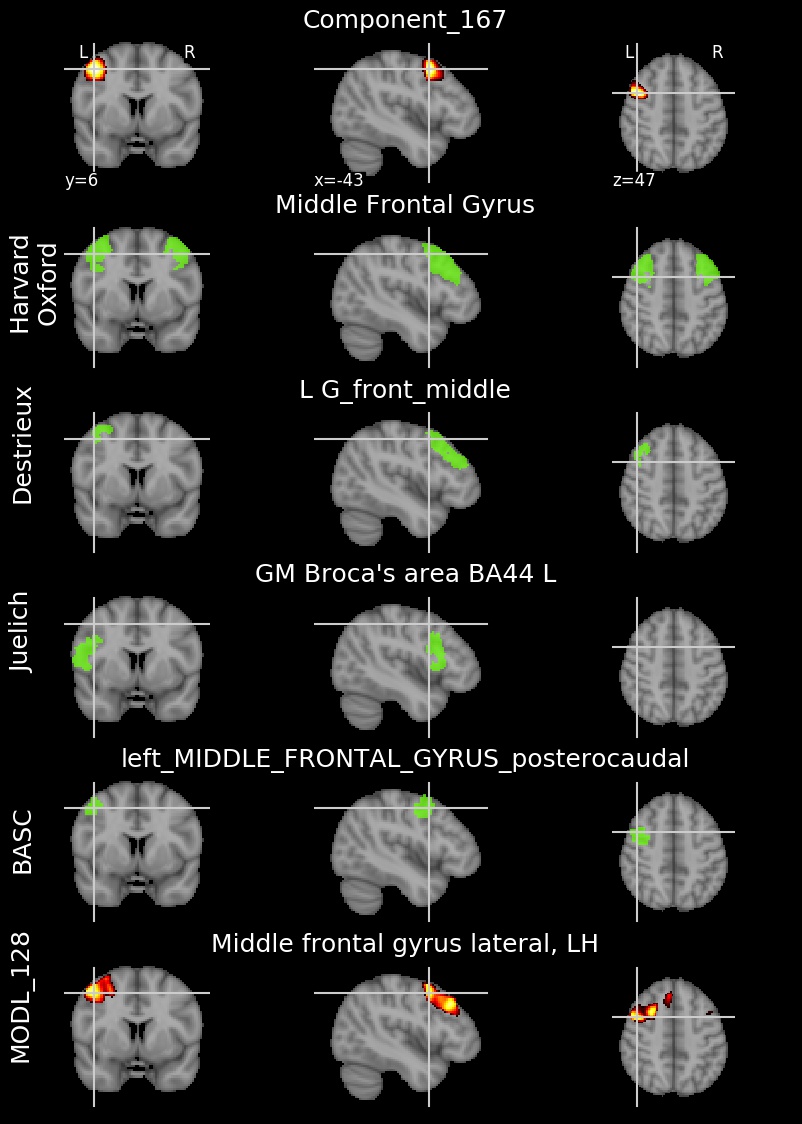 Component_167
L R
L R
y=6
x=-43
z=47
Middle Frontal Gyrus
Harvard
Oxford
L G_front_middle
Destrieux
GM Broca's area BA44 L
Juelich
left_MIDDLE_FRONTAL_GYRUS_posterocaudal
BASC
Middle frontal gyrus lateral, LH
MODL_128